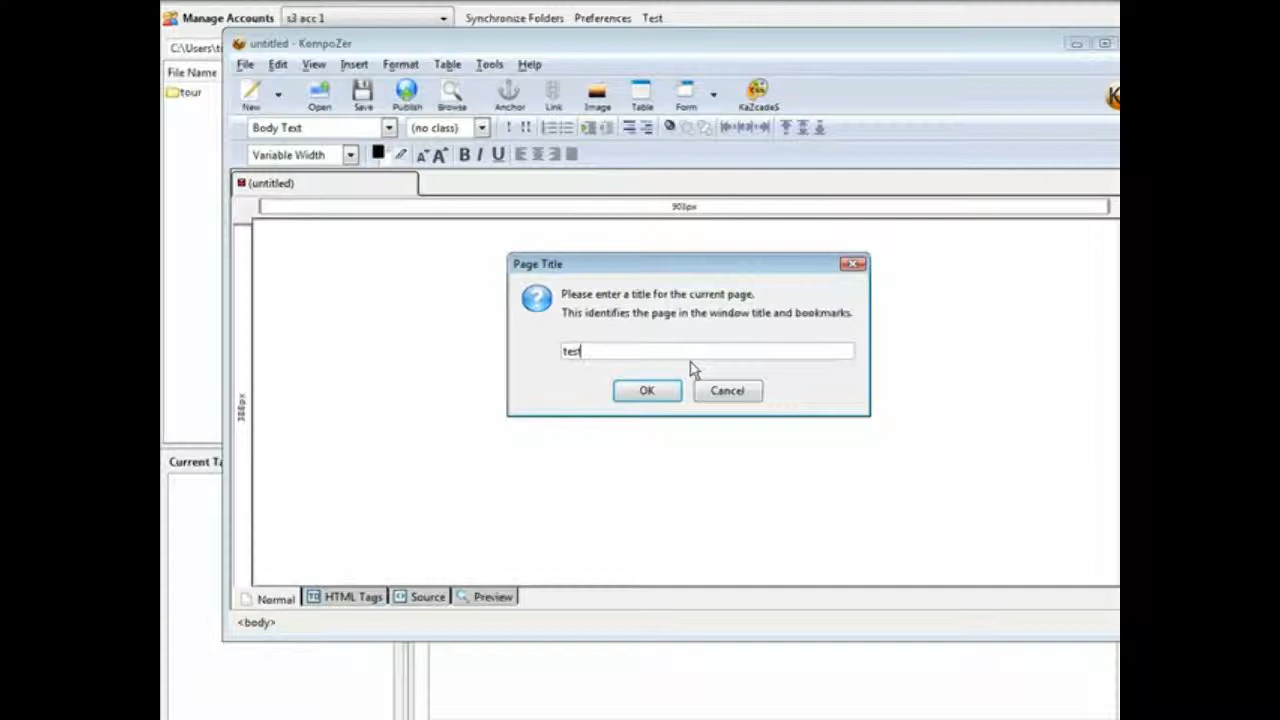 Manage Accounts s3 acc 1 Synchronize Folders Preferences Test
untitled - KompoZer
C:\Users\t
File Edit View Insert Format Table Tools Help
File Name
tour
New Open Save Publish Browse Anchor Link Image Table Form KaZcadeS
Body Text (no class)
Variable Width B I U
(untitled)
903px
Page Title
Please enter a title for the current page.
This identifies the page in the window title and bookmarks.
test
OK Cancel
388px
Current Ta
Normal HTML Tags Source Preview
<body>